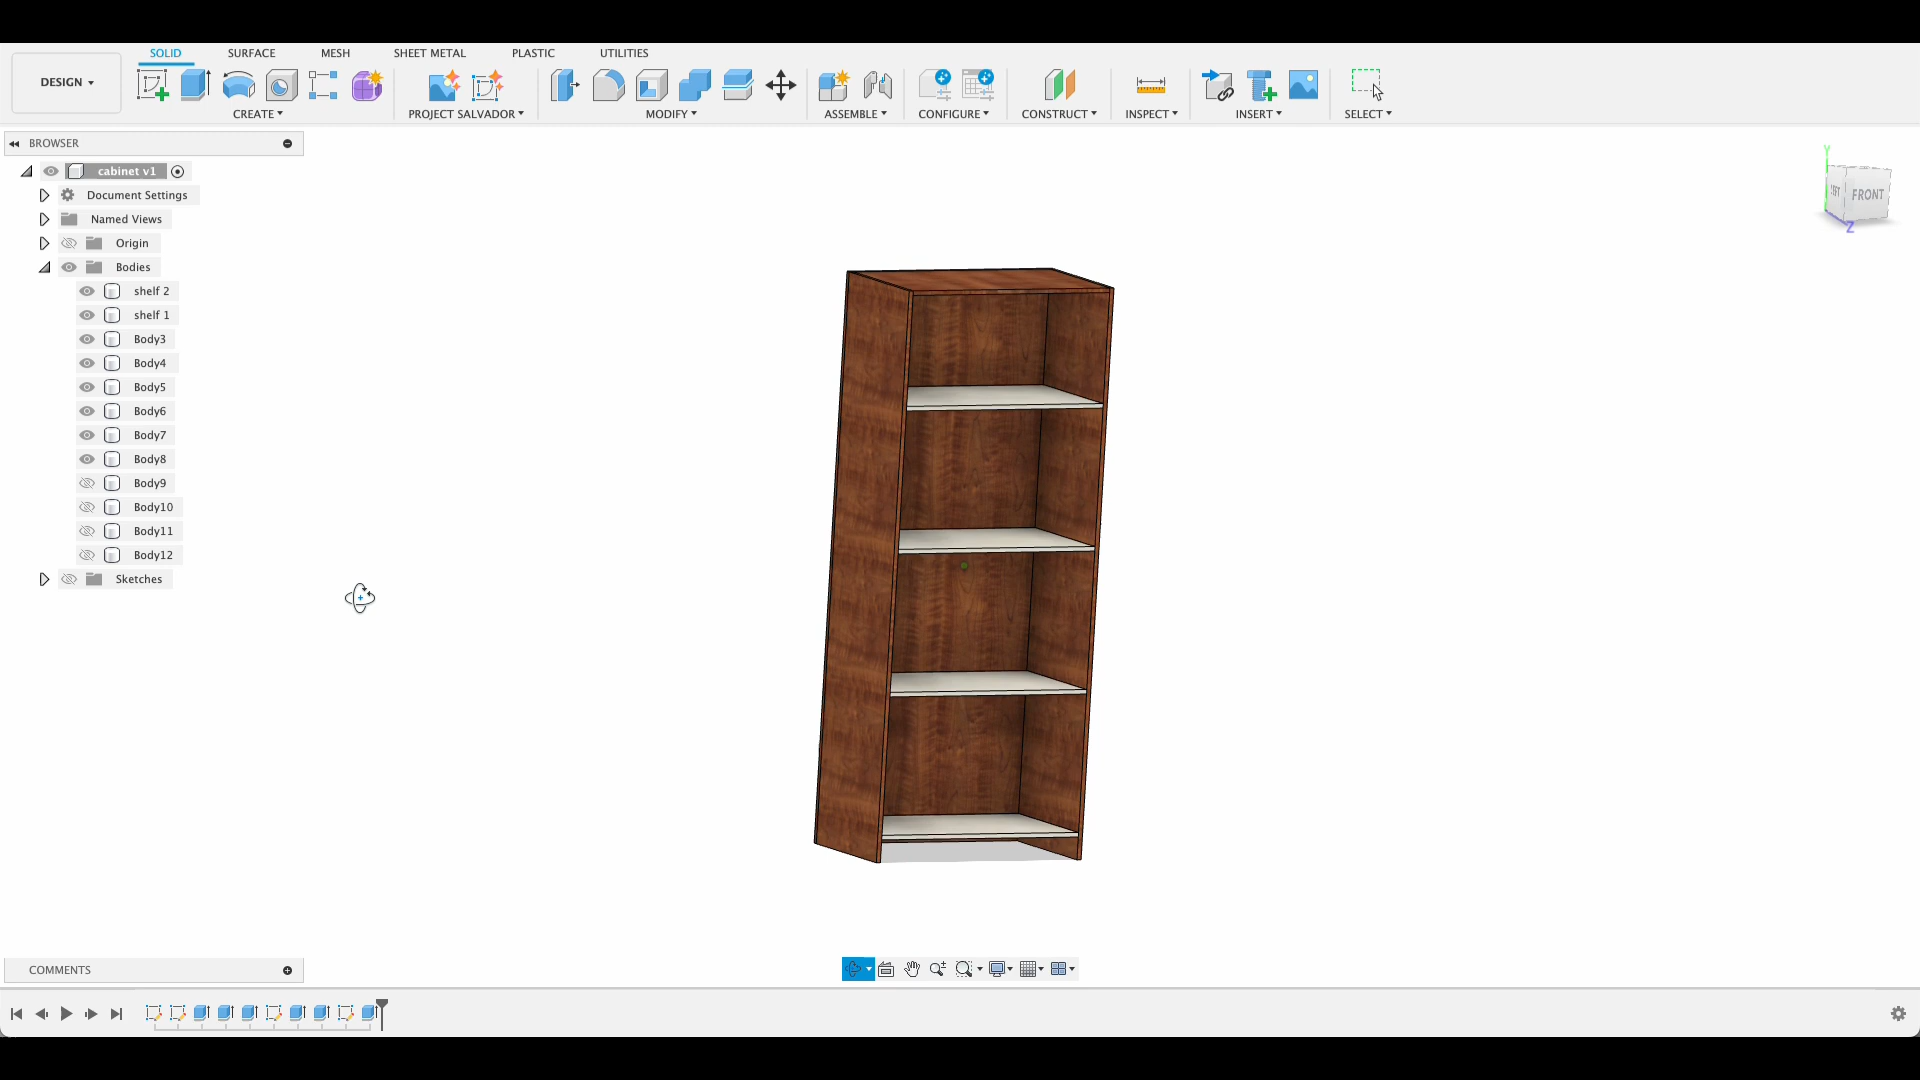 SOLID SURFACE MESH SHEET METAL PLASTIC UTILITIES
DESIGN
CREATE PROJECT SALVADOR MODIFY ASSEMBLE CONFIGURE CONSTRUCT INSPECT INSERT SELECT
BROWSER
cabinet v1
Document Settings
Named Views
Origin
Bodies
shelf 2
shelf 1
Body3
Body4
Body5
Body6
Body7
Body8
Body9
Body10
Body11
Body12
Sketches
Y
LEFT FRONT
Z
COMMENTS